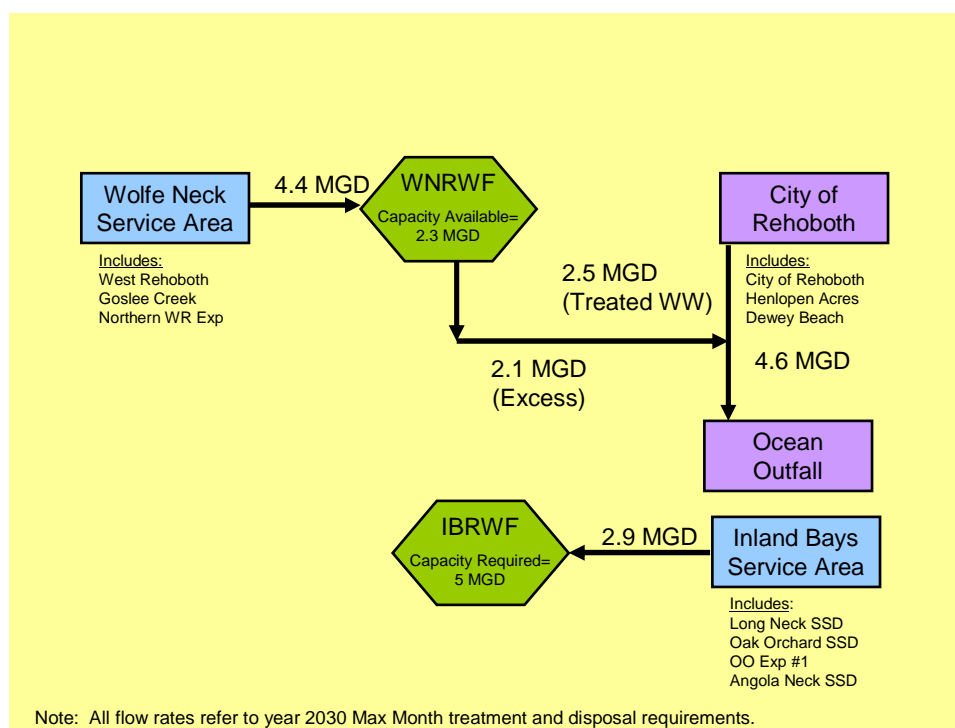 Wolfe Neck
Service Area
Includes:
West Rehoboth
Goslee Creek
Northern WR Exp
4.4 MGD
WNRWF
Capacity Available=
2.3 MGD
City of
Rehoboth
Includes:
City of Rehoboth
Henlopen Acres
Dewey Beach
2.5 MGD
(Treated WW)
2.1 MGD
(Excess)
4.6 MGD
Ocean
Outfall
IBRWF
Capacity Required=
5 MGD
2.9 MGD
Inland Bays
Service Area
Includes:
Long Neck SSD
Oak Orchard SSD
OO Exp #1
Angola Neck SSD
Note:  All flow rates refer to year 2030 Max Month treatment and disposal requirements.